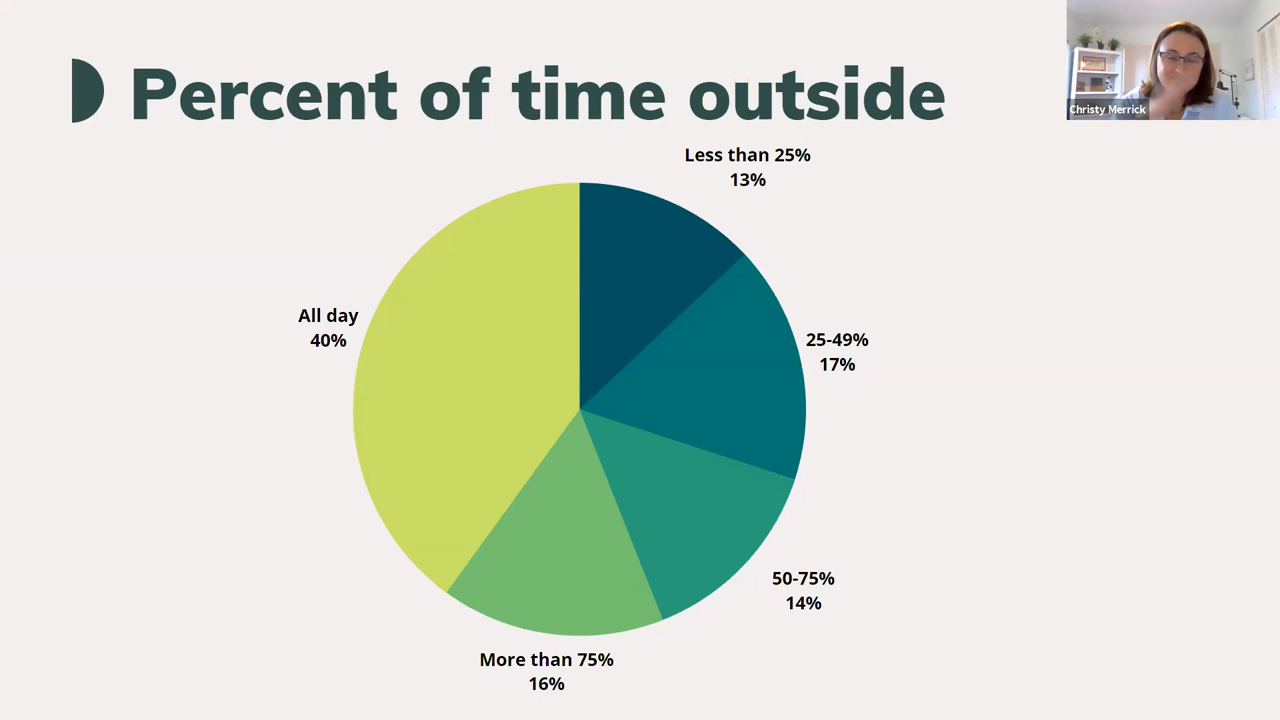 Percent of time outside
Christy Merrick
Less than 25%
13%
All day
40%
25-49%
17%
50-75%
14%
More than 75%
16%